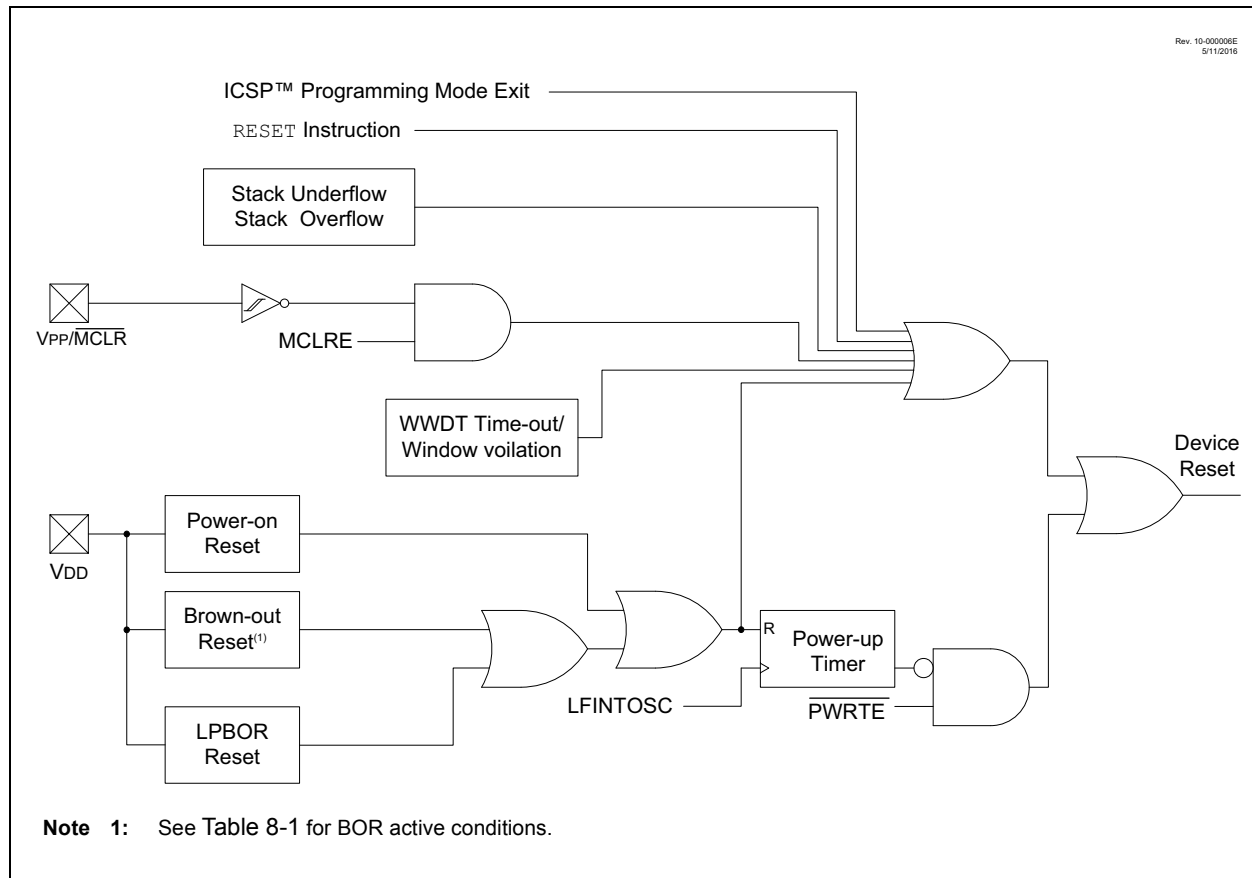 Rev. 10-000006E
5/11/2016
ICSP™ Programming Mode Exit
RESET Instruction
Stack Underflow
Stack Overflow
VPP/MCLR
MCLRE
WWDT Time-out/
Window voilation
Device
Reset
Power-on
Reset
VDD
Brown-out
Reset(1)
R
Power-up
Timer
LFINTOSC
PWRTE
LPBOR
Reset
Note 1: See Table 8-1 for BOR active conditions.